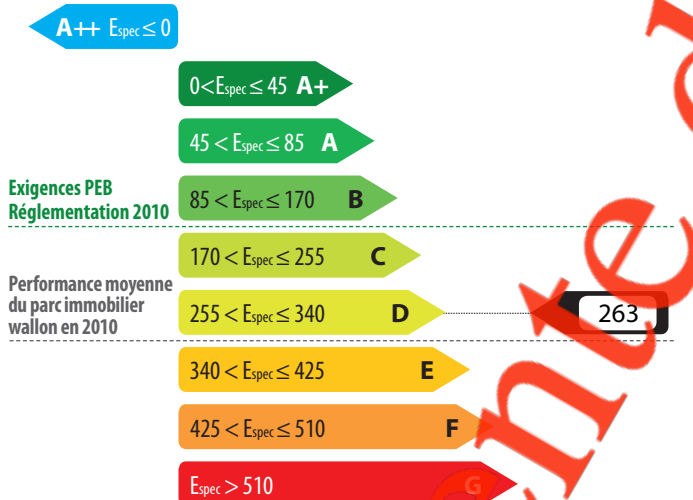 A++ Espec ≤ 0
0 < Espec ≤ 45 A+
45 < Espec ≤ 85 A
Exigences PEB
Réglementation 2010
85 < Espec ≤ 170 B
170 < Espec ≤ 255 C
Performance moyenne
du parc immobilier
wallon en 2010
255 < Espec ≤ 340 D
263
340 < Espec ≤ 425 E
425 < Espec ≤ 510 F
Espec > 510 G